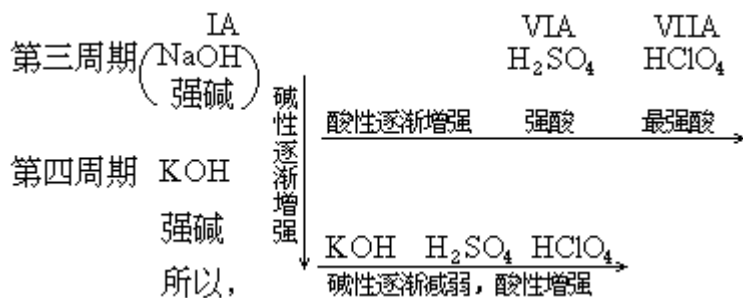 IA VIA VIIA
第三周期(NaOH H₂SO₄ HClO₄
强碱)
碱性逐渐增强
酸性逐渐增强 强酸 最强酸
第四周期 KOH
强碱
KOH H₂SO₄ HClO₄
所以, 碱性逐渐减弱,酸性增强